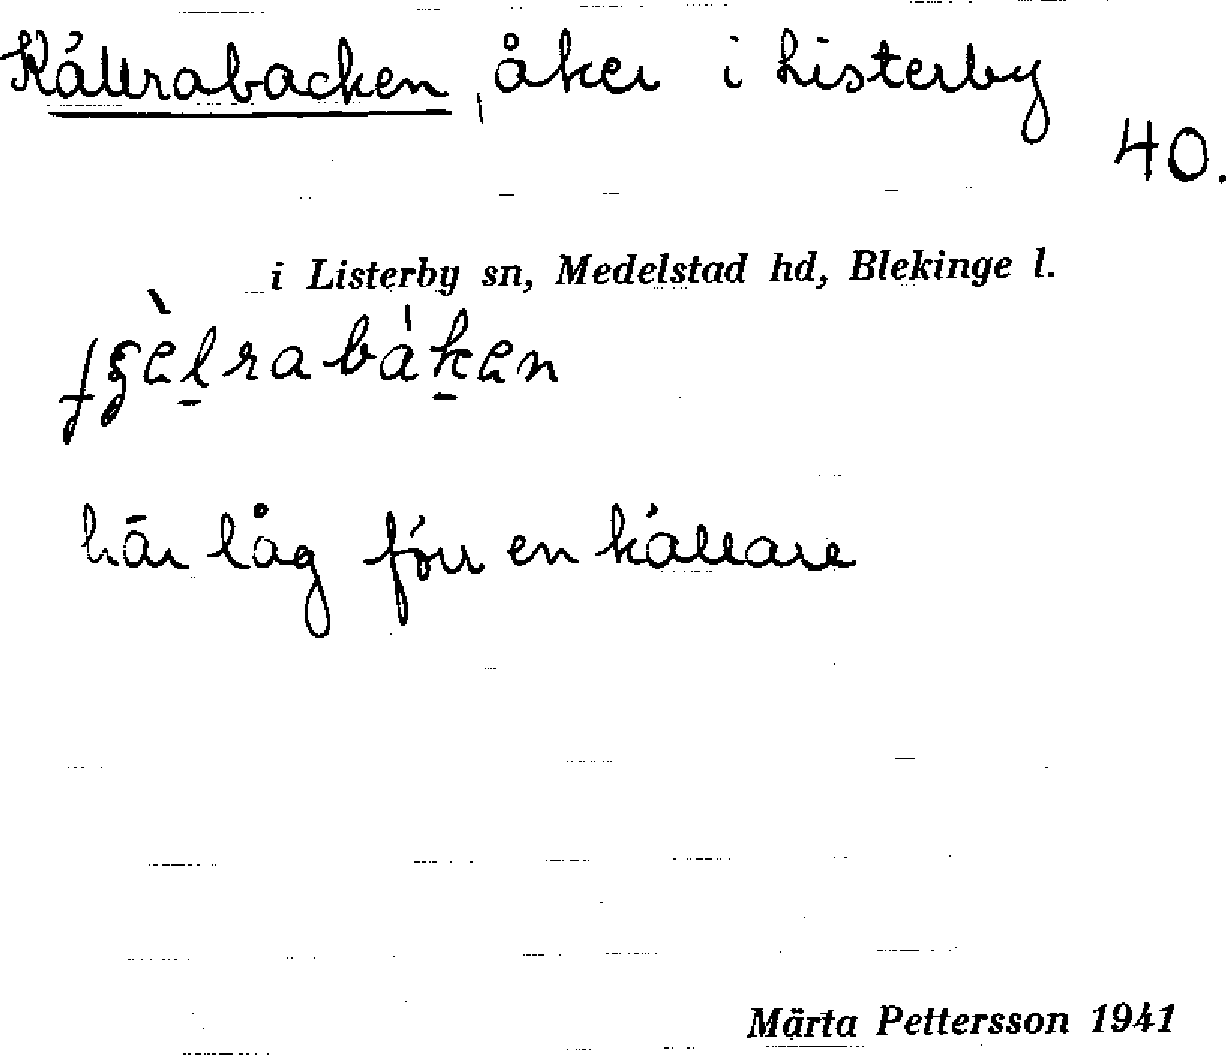 Källrabacken, åker i Listerby
40.
i Listerby sn, Medelstad hd, Blekinge l.
här låg förr en källare
Märta Pettersson 1941